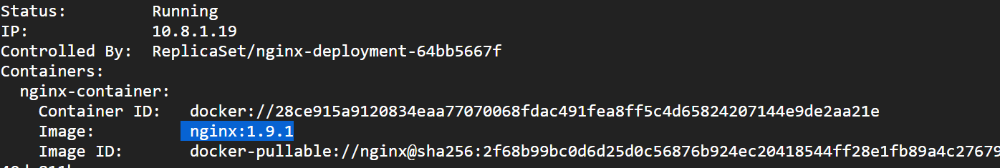 Status:         Running
IP:             10.8.1.19
Controlled By:  ReplicaSet/nginx-deployment-64bb5667f
Containers:
  nginx-container:
    Container ID:   docker://28ce915a9120834eaa77070068fdac491fea8ff5c4d65824207144e9de2aa21e
    Image:          nginx:1.9.1
    Image ID:       docker-pullable://nginx@sha256:2f68b99bc0d6d25d0c56876b924ec20418544ff28e1fb89a4c27679